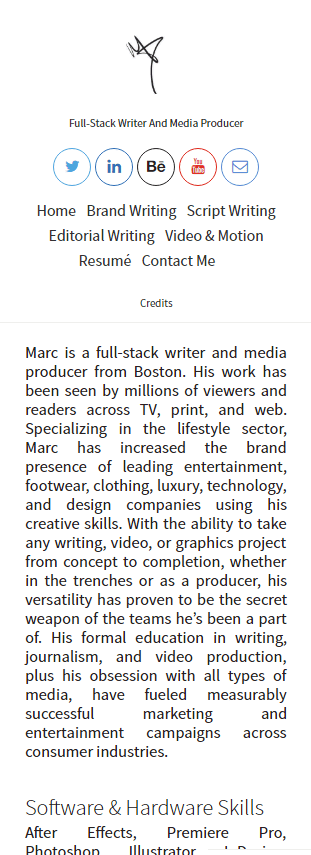 Full-Stack Writer And Media Producer
in Bē You Tube
Home Brand Writing Script Writing
Editorial Writing Video & Motion
Resumé Contact Me
Credits
Marc is a full-stack writer and media
producer from Boston. His work has
been seen by millions of viewers and
readers across TV, print, and web.
Specializing in the lifestyle sector,
Marc has increased the brand
presence of leading entertainment,
footwear, clothing, luxury, technology,
and design companies using his
creative skills. With the ability to take
any writing, video, or graphics project
from concept to completion, whether
in the trenches or as a producer, his
versatility has proven to be the secret
weapon of the teams he’s been a part
of. His formal education in writing,
journalism, and video production,
plus his obsession with all types of
media, have fueled measurably
successful marketing and
entertainment campaigns across
consumer industries.
Software & Hardware Skills
After Effects, Premiere Pro,
Photoshop, Illustrator,